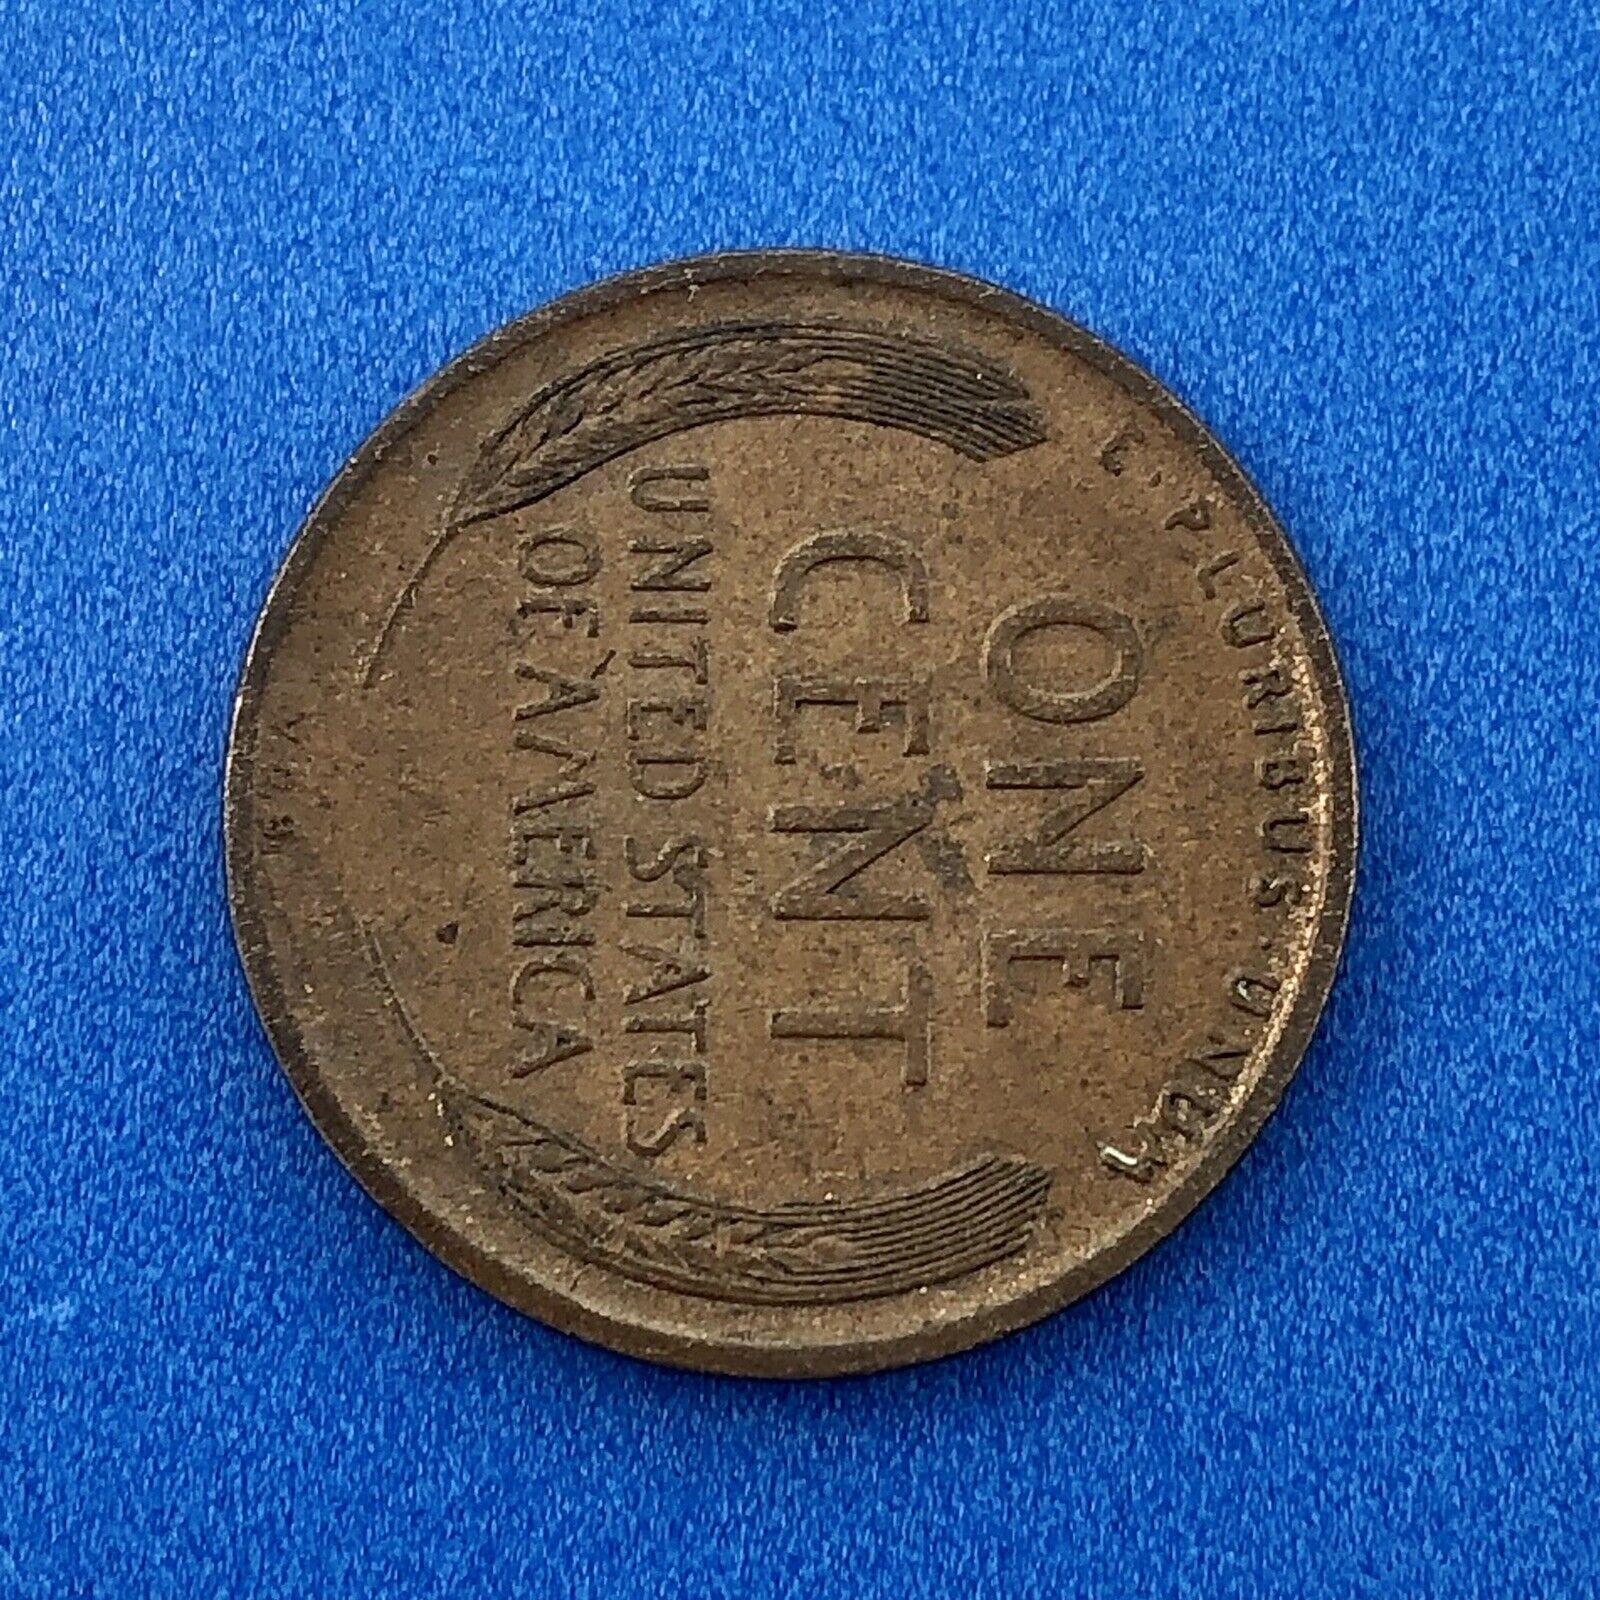 E·PLURIBUS·UNUM
ONE
CENT
UNITED STATES
OF AMERICA
V.D.B.